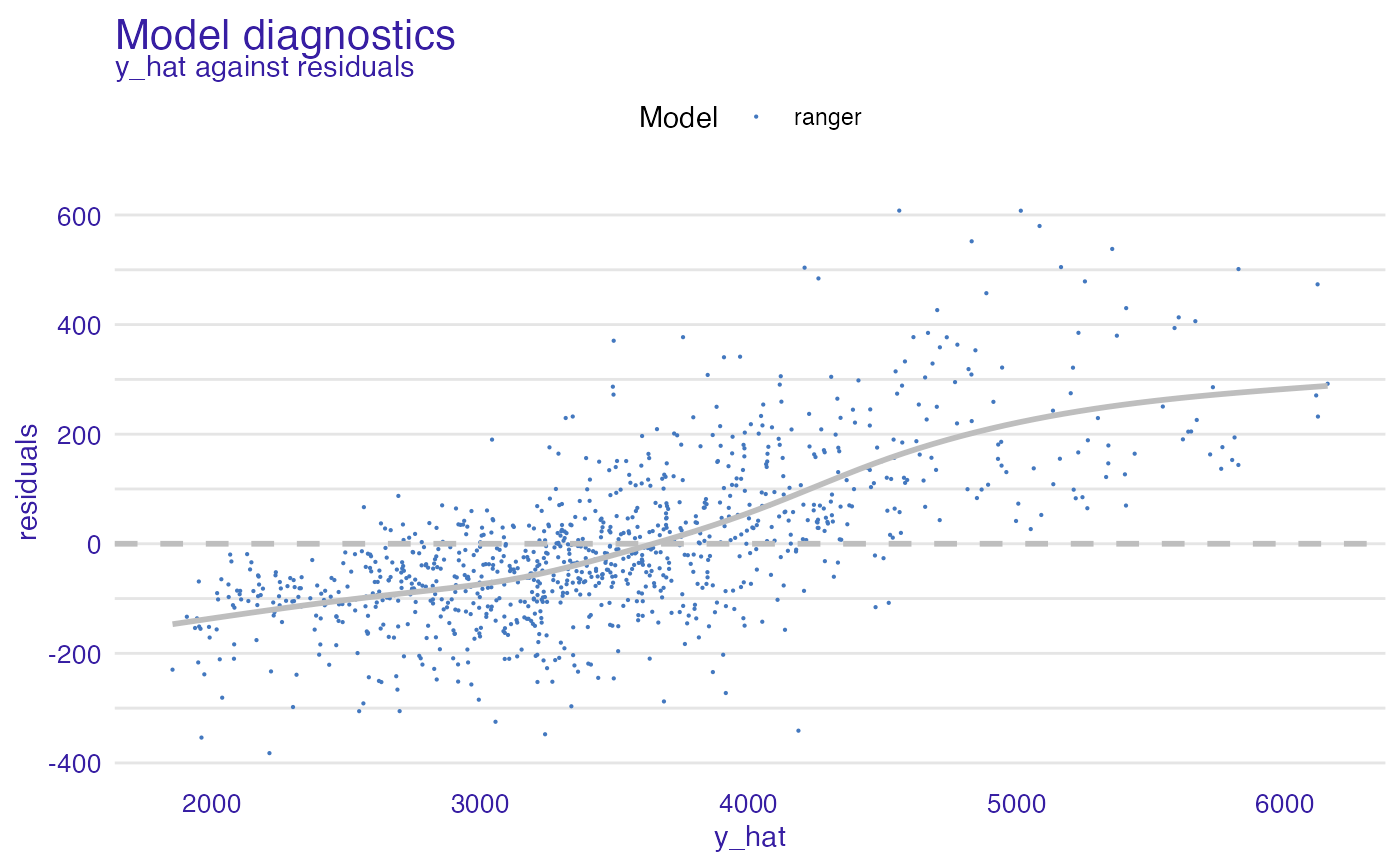 Model diagnostics
y_hat against residuals
Model ranger
600
400
200
0
-200
-400
residuals
2000 3000 4000 5000 6000
y_hat